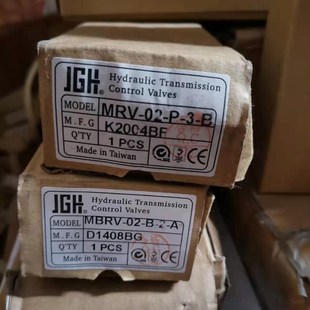 JGH Hydraulic Transmission
Control Valves
MODEL MRV-02-P-3-B
M.F.G K2004BF
Q'TY 1 PCS
Made in Taiwan
JGH Hydraulic Transmission
Control Valves
MODEL MBRV-02-B-2-A
M.F.G D1408BG
Q'TY 1 PCS
Made in Taiwan